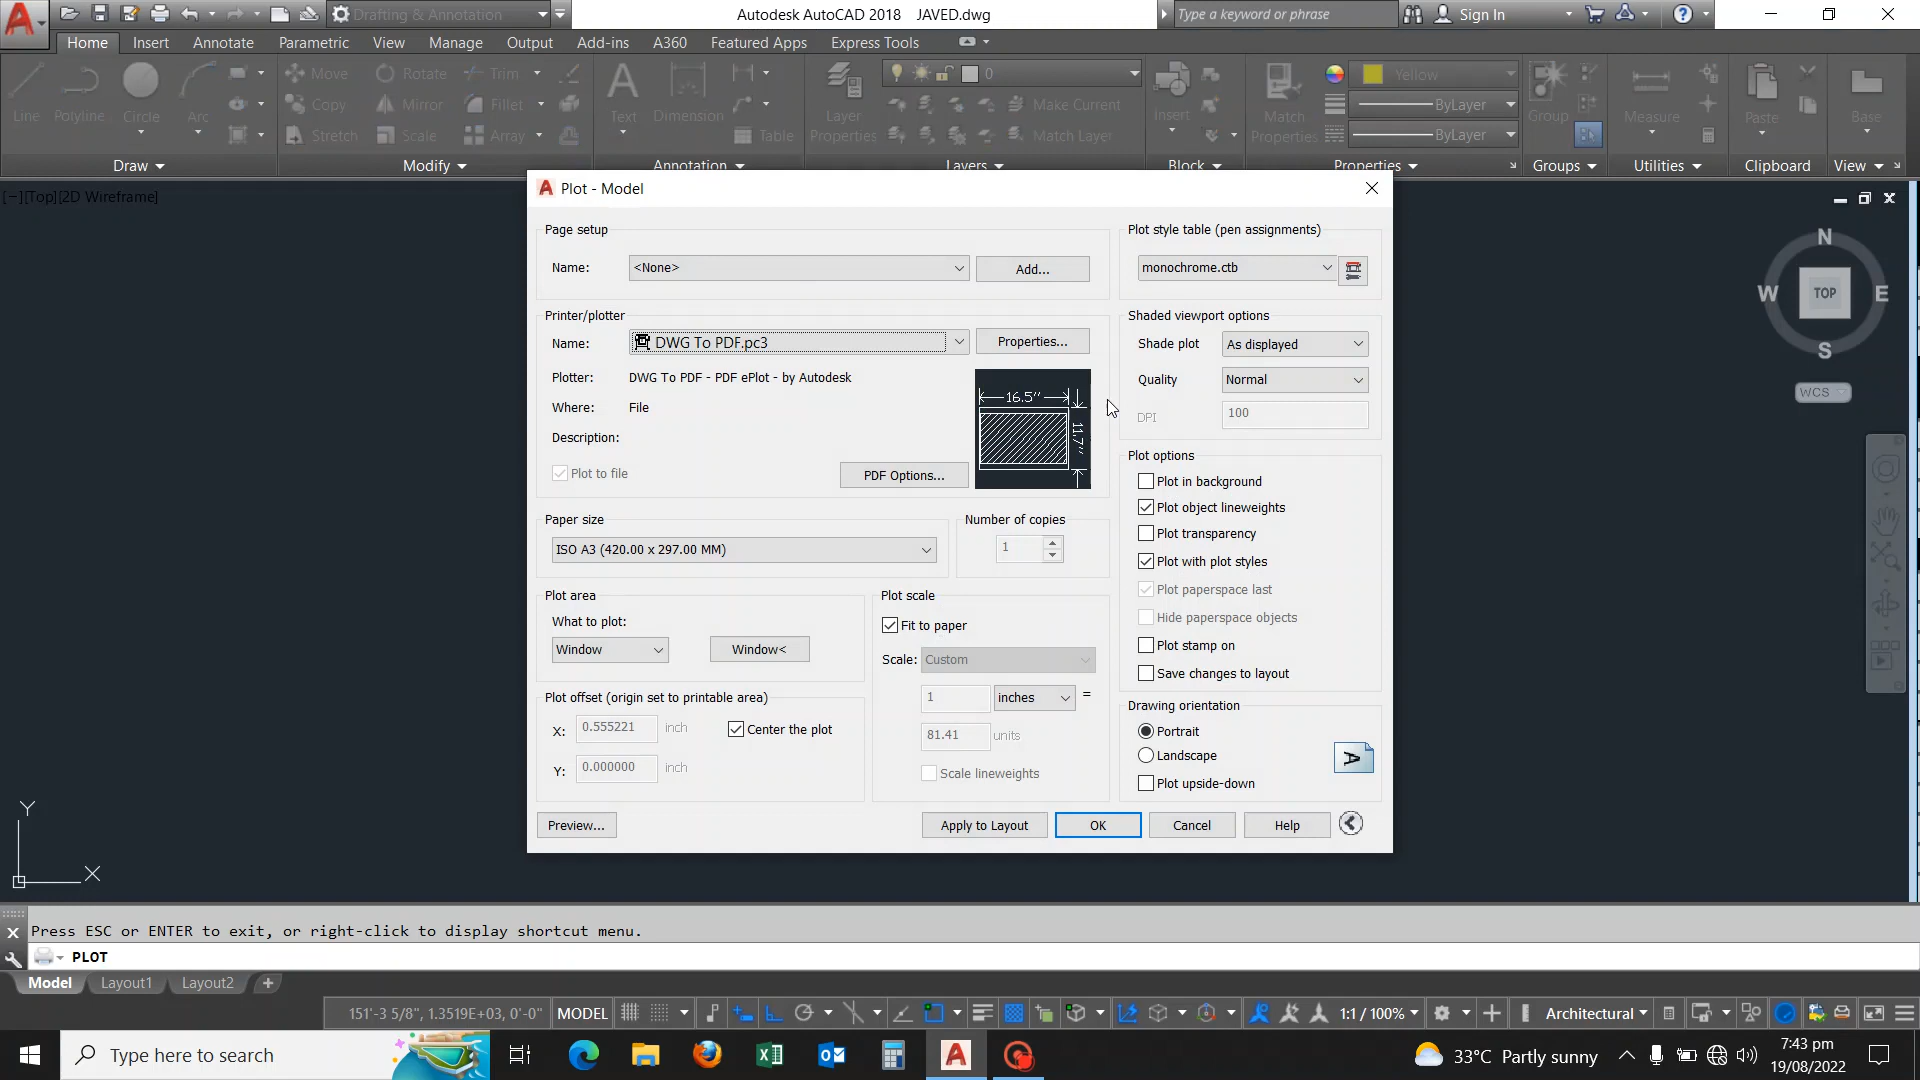 Drafting & Annotation
Autodesk AutoCAD 2018 JAVED.dwg
Type a keyword or phrase
Sign In
Home Insert Annotate Parametric View Manage Output Add-ins A360 Featured Apps Express Tools
Line Polyline Circle Arc
Move Rotate Trim
Copy Mirror Fillet
Stretch Scale Array
Text Dimension
Table
Layer Properties
0
Make Current
Match Layer
Insert
Match Properties
Yellow
ByLayer
ByLayer
Group
Measure
Paste
Base
Draw Modify Annotation Layers Block Properties Groups Utilities Clipboard View
[−][Top][2D Wireframe]
N
W TOP E
S
WCS
Plot - Model
Page setup
Name: <None> Add...
Plot style table (pen assignments)
monochrome.ctb
Printer/plotter
Name: DWG To PDF.pc3 Properties...
Plotter: DWG To PDF - PDF ePlot - by Autodesk
Where: File
Description:
Plot to file
PDF Options...
16.5''
11.7''
Shaded viewport options
Shade plot As displayed
Quality Normal
DPI 100
Paper size
ISO A3 (420.00 x 297.00 MM)
Number of copies
1
Plot area
What to plot:
Window Window<
Plot offset (origin set to printable area)
X: 0.555221 inch Center the plot
Y: 0.000000 inch
Plot scale
Fit to paper
Scale: Custom
1 inches =
81.41 units
Scale lineweights
Plot options
Plot in background
Plot object lineweights
Plot transparency
Plot with plot styles
Plot paperspace last
Hide paperspace objects
Plot stamp on
Save changes to layout
Drawing orientation
Portrait
Landscape
Plot upside-down
A
Preview... Apply to Layout OK Cancel Help
Y
X
Press ESC or ENTER to exit, or right-click to display shortcut menu.
PLOT
Model Layout1 Layout2 +
151'-3 5/8", 1.3519E+03, 0'-0" MODEL 1:1 / 100% Architectural
Type here to search
33°C Partly sunny
7:43 pm
19/08/2022